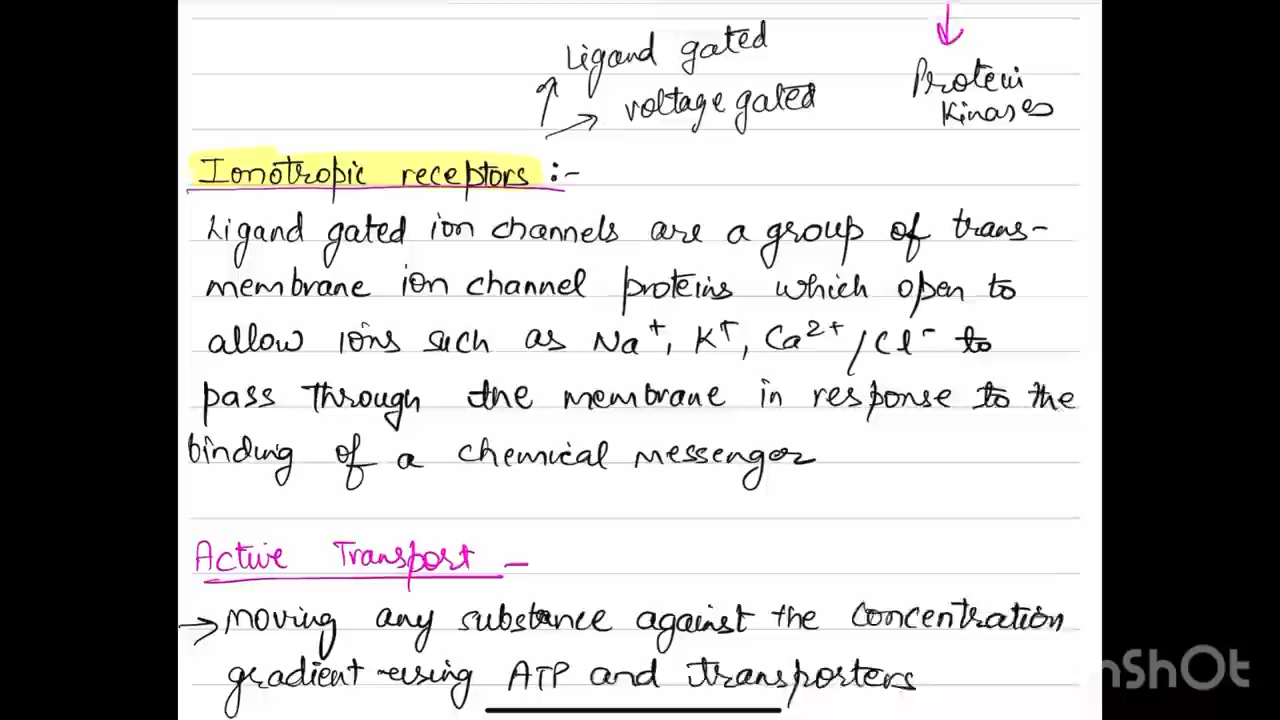 Ligand gated
voltage gated
Protein
Kinases
Ionotropic receptors :-
Ligand gated ion channels are a group of trans-
membrane ion channel proteins which open to
allow ions such as Na⁺, K⁺, Ca²⁺/Cl⁻ to
pass through the membrane in response to the
binding of a chemical messenger
Active Transport -
→ Moving any substance against the concentration
gradient using ATP and transporters